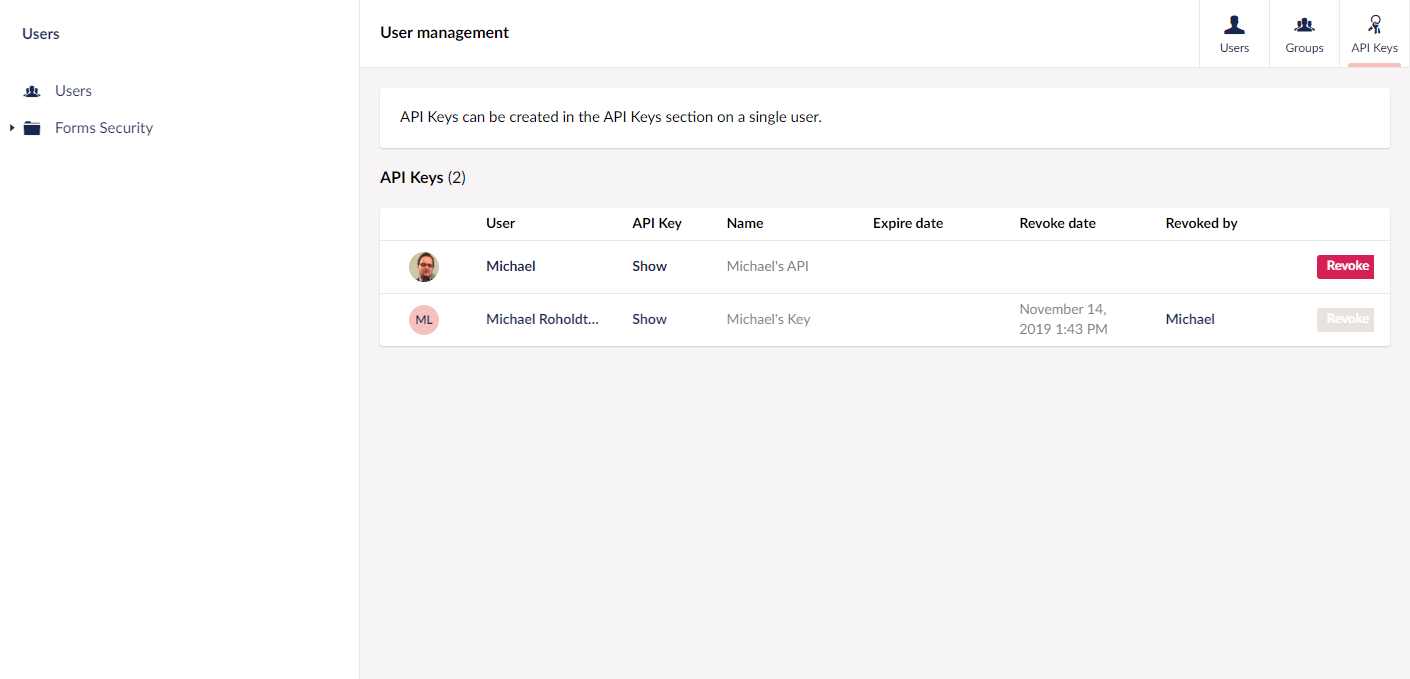 Users
Users
Forms Security
User management
Users
Groups
API Keys
API Keys can be created in the API Keys section on a single user.
API Keys (2)
User API Key Name Expire date Revoke date Revoked by
Michael Show Michael's API Revoke
ML Michael Roholdt... Show Michael's Key November 14, 2019 1:43 PM Michael Revoke